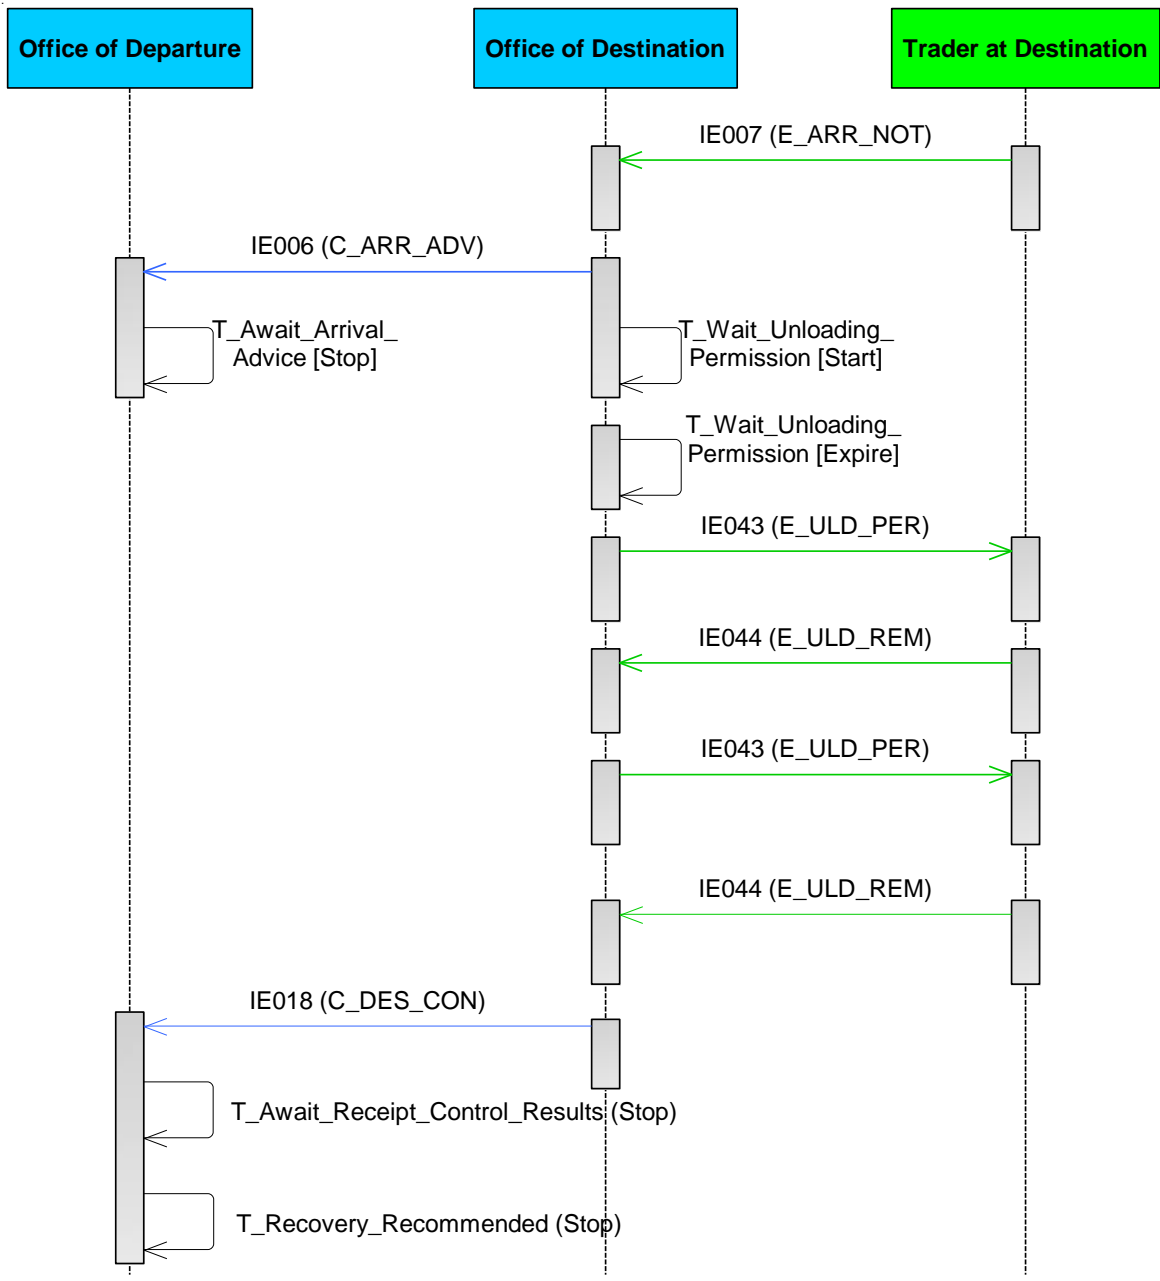 Office of Departure
Office of Destination
Trader at Destination
IE007 (E_ARR_NOT)
IE006 (C_ARR_ADV)
T_Await_Arrival_
Advice [Stop]
T_Wait_Unloading_
Permission [Start]
T_Wait_Unloading_
Permission [Expire]
IE043 (E_ULD_PER)
IE044 (E_ULD_REM)
IE043 (E_ULD_PER)
IE044 (E_ULD_REM)
IE018 (C_DES_CON)
T_Await_Receipt_Control_Results (Stop)
T_Recovery_Recommended (Stop)